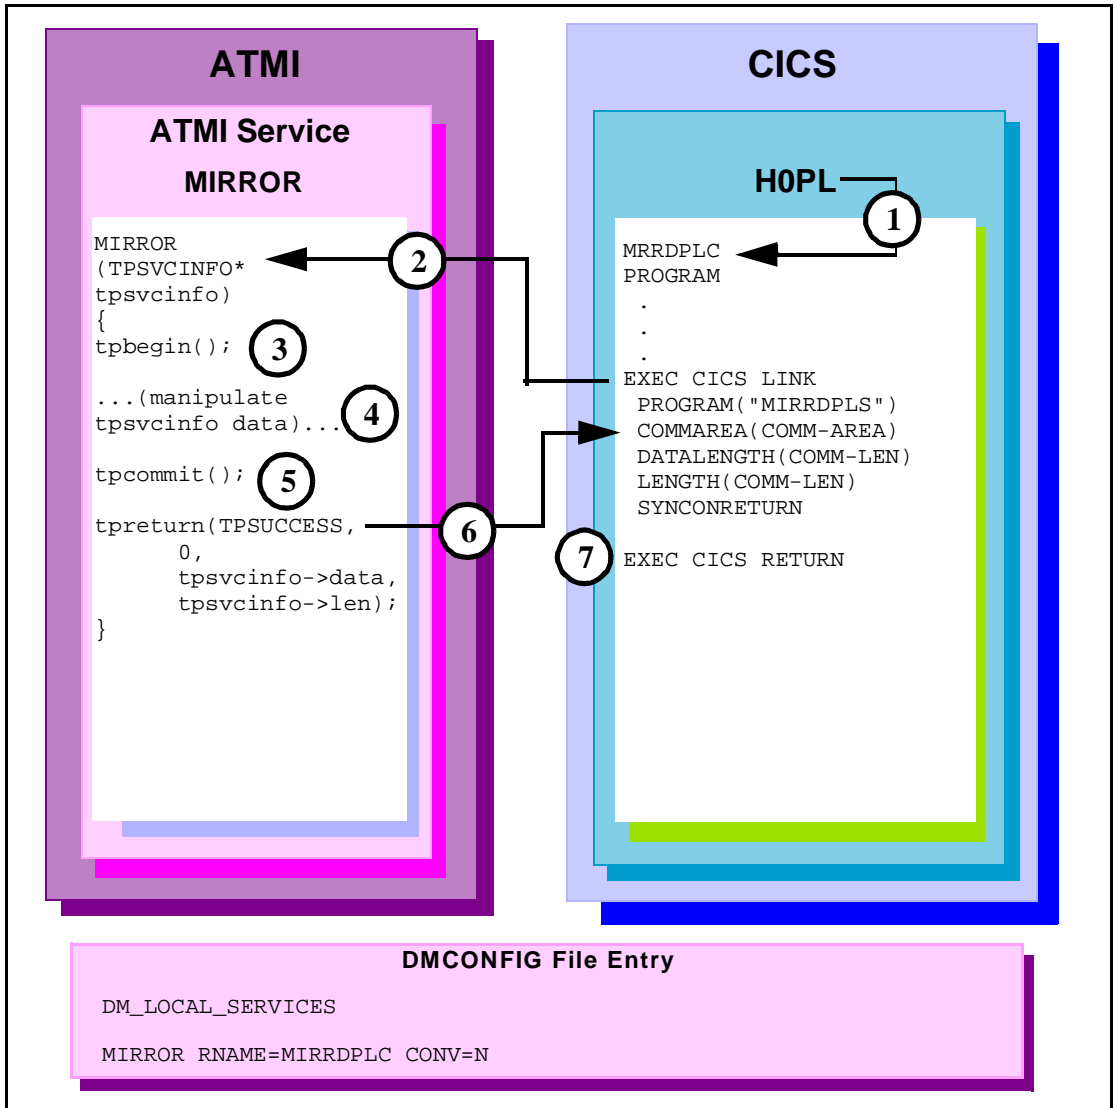 ATMI
ATMI Service
MIRROR
MIRROR
(TPSVCINFO*
tpsvcinfo)
{
tpbegin();
3
...(manipulate
tpsvcinfo data)...
4
tpcommit();
5
tpreturn(TPSUCCESS,
0,
tpsvcinfo->data,
tpsvcinfo->len);
}
2
6
CICS
H0PL
1
MRRDPLC
PROGRAM
.
.
.
EXEC CICS LINK
PROGRAM("MIRRDPLS")
COMMAREA(COMM-AREA)
DATALENGTH(COMM-LEN)
LENGTH(COMM-LEN)
SYNCONRETURN
7
EXEC CICS RETURN
DMCONFIG File Entry
DM_LOCAL_SERVICES
MIRROR RNAME=MIRRDPLC CONV=N